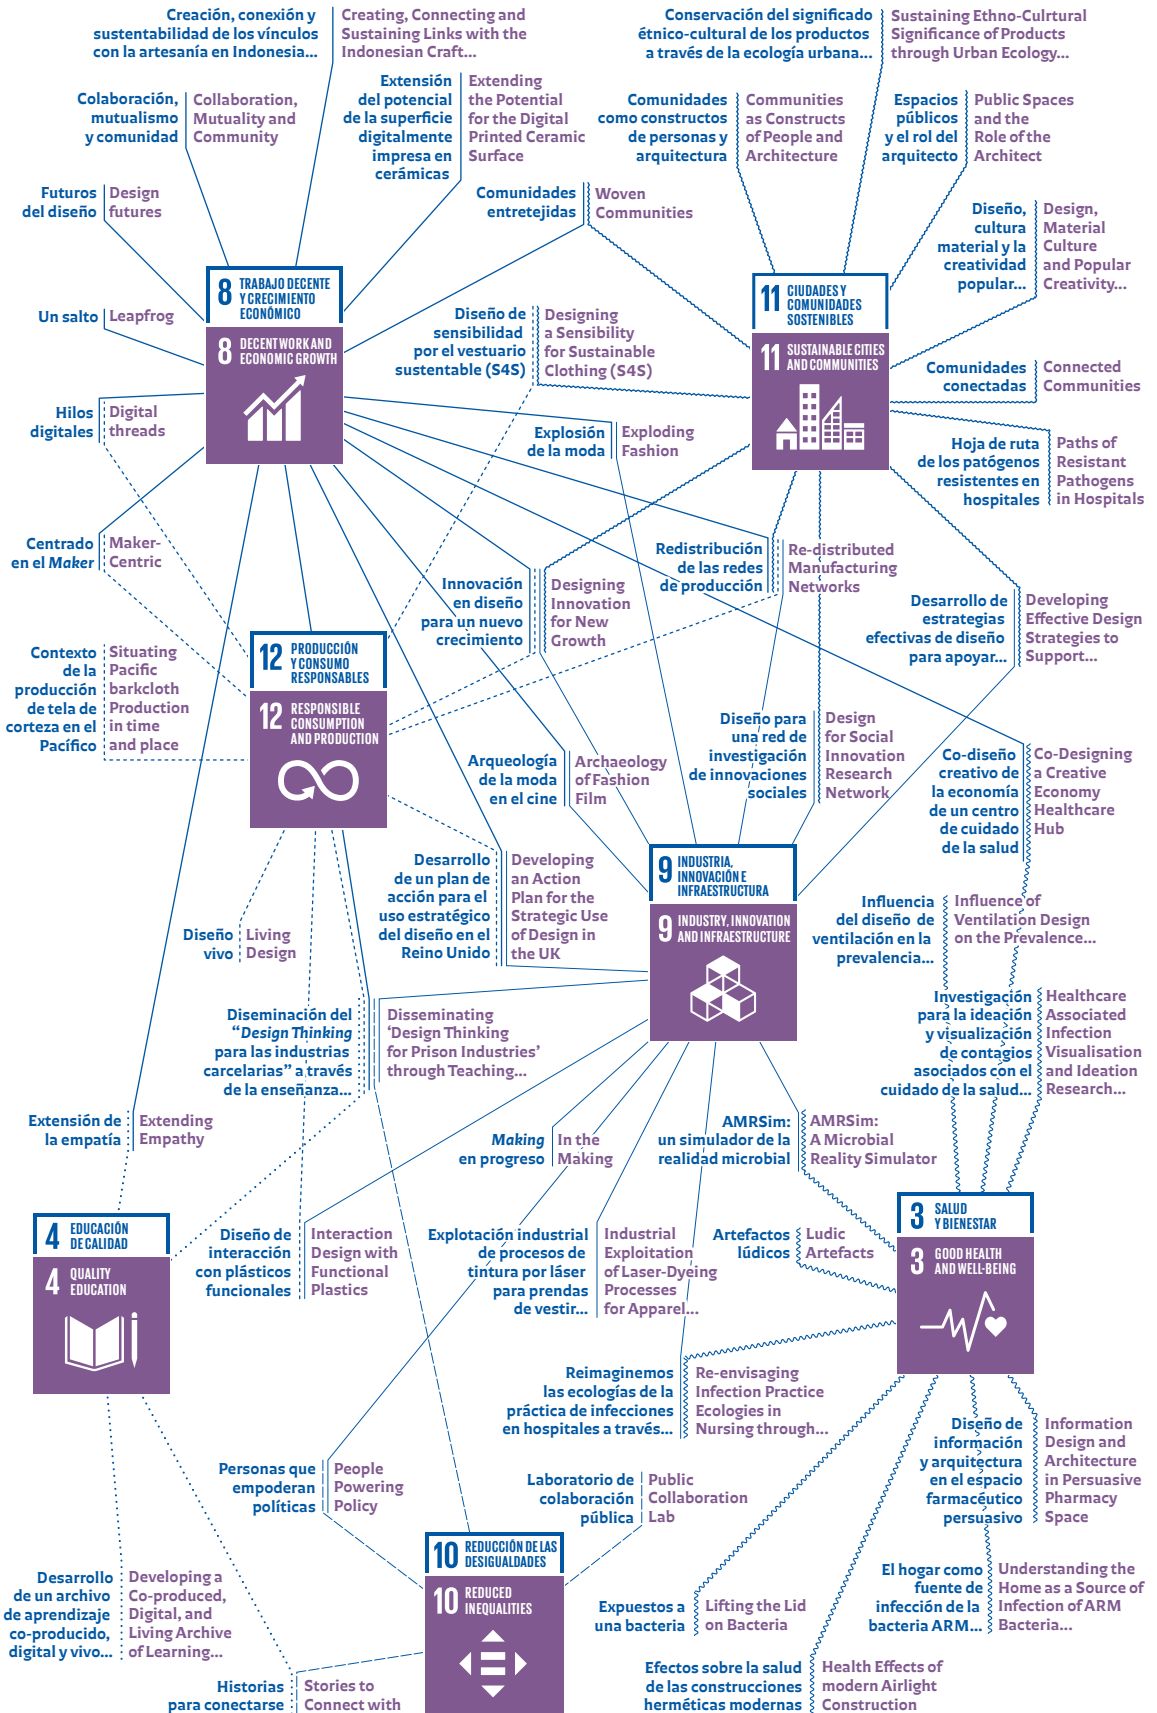 Creación, conexión y
sustentabilidad de los vínculos
con la artesanía en Indonesia...
Creating, Connecting and
Sustaining Links with the
Indonesian Craft...
Conservación del significado
étnico-cultural de los productos
a través de la ecología urbana...
Sustaining Ethno-Culrtural
Significance of Products
through Urban Ecology...
Colaboración,
mutualismo
y comunidad
Collaboration,
Mutuality and
Community
Extensión
del potencial
de la superficie
digitalmente
impresa en
cerámicas
Extending
the Potential
for the Digital
Printed Ceramic
Surface
Comunidades
como constructos
de personas y
arquitectura
Communities
as Constructs
of People and
Architecture
Espacios
públicos
y el rol del
arquitecto
Public Spaces
and the
Role of the
Architect
Futuros
del diseño
Design
futures
Comunidades
entretejidas
Woven
Communities
Diseño,
cultura
material y la
creatividad
popular...
Design,
Material
Culture
and Popular
Creativity...
8 TRABAJO DECENTE
Y CRECIMIENTO
ECONÓMICO
8 DECENT WORK AND
ECONOMIC GROWTH
11 CIUDADES Y
COMUNIDADES
SOSTENIBLES
11 SUSTAINABLE CITIES
AND COMMUNITIES
Un salto
Leapfrog
Diseño de
sensibilidad
por el vestuario
sustentable (S4S)
Designing
a Sensibility
for Sustainable
Clothing (S4S)
Comunidades
conectadas
Connected
Communities
Hilos
digitales
Digital
threads
Explosión
de la moda
Exploding
Fashion
Hoja de ruta
de los patógenos
resistentes en
hospitales
Paths of
Resistant
Pathogens
in Hospitals
Centrado
en el Maker
Maker-
Centric
Redistribución
de las redes
de producción
Re-distributed
Manufacturing
Networks
Innovación
en diseño
para un nuevo
crecimiento
Designing
Innovation
for New
Growth
Desarrollo de
estrategias
efectivas de diseño
para apoyar...
Developing
Effective Design
Strategies to
Support...
Contexto
de la
producción
de tela de
corteza en el
Pacífico
Situating
Pacific
barkcloth
Production
in time
and place
12 PRODUCCIÓN
Y CONSUMO
RESPONSABLES
12 RESPONSIBLE
CONSUMPTION
AND PRODUCTION
Diseño para
una red de
investigación
de innovaciones
sociales
Design
for Social
Innovation
Research
Network
Arqueología
de la moda
en el cine
Archaeology
of Fashion
Film
Co-diseño
creativo de
la economía
de un centro
de cuidado
de la salud
Co-Designing
a Creative
Economy
Healthcare
Hub
Desarrollo
de un plan de
acción para el
uso estratégico
del diseño en el
Reino Unido
Developing
an Action
Plan for the
Strategic Use
of Design in
the UK
9 INDUSTRIA,
INNOVACIÓN E
INFRAESTRUCTURA
9 INDUSTRY, INNOVATION
AND INFRAESTRUCTURE
Influencia
del diseño de
ventilación en la
prevalencia...
Influence of
Ventilation Design
on the Prevalence...
Diseño
vivo
Living
Design
Diseminación del
“Design Thinking
para las industrias
carcelarias” a través
de la enseñanza...
Disseminating
‘Design Thinking
for Prison Industries’
through Teaching...
Investigación
para la ideación
y visualización
de contagios
asociados con el
cuidado de la salud...
Healthcare
Associated
Infection
Visualisation
and Ideation
Research...
Extensión de
la empatía
Extending
Empathy
Making
en progreso
In the
Making
AMRSim:
un simulador de la
realidad microbial
AMRSim:
A Microbial
Reality Simulator
4 EDUCACIÓN
DE CALIDAD
4 QUALITY
EDUCATION
Diseño de
interacción
con plásticos
funcionales
Interaction
Design with
Functional
Plastics
Explotación industrial
de procesos de
tintura por láser
para prendas
de vestir...
Industrial
Exploitation
of Laser-Dyeing
Processes
for Apparel...
Artefactos
lúdicos
Ludic
Artefacts
3 SALUD
Y BIENESTAR
3 GOOD HEALTH
AND WELL-BEING
Reimaginemos
las ecologías de la
práctica de infecciones
en hospitales a través...
Re-envisaging
Infection Practice
Ecologies in
Nursing through...
Diseño de
información
y arquitectura
en el espacio
farmacéutico
persuasivo
Information
Design and
Architecture
in Persuasive
Pharmacy
Space
Personas que
empoderan
políticas
People
Powering
Policy
Laboratorio de
colaboración
pública
Public
Collaboration
Lab
10 REDUCCIÓN DE LAS
DESIGUALDADES
10 REDUCED
INEQUALITIES
Desarrollo
de un archivo
de aprendizaje
co-producido,
digital y vivo...
Developing a
Co-produced,
Digital, and
Living Archive
of Learning...
Expuestos a
una bacteria
Lifting the Lid
on Bacteria
El hogar como
fuente de
infección de la
bacteria ARM...
Understanding the
Home as a Source of
Infection of ARM
Bacteria...
Historias
para conectarse
Stories to
Connect with
Efectos sobre la salud
de las construcciones
herméticas modernas
Health Effects of
modern Airlight
Construction